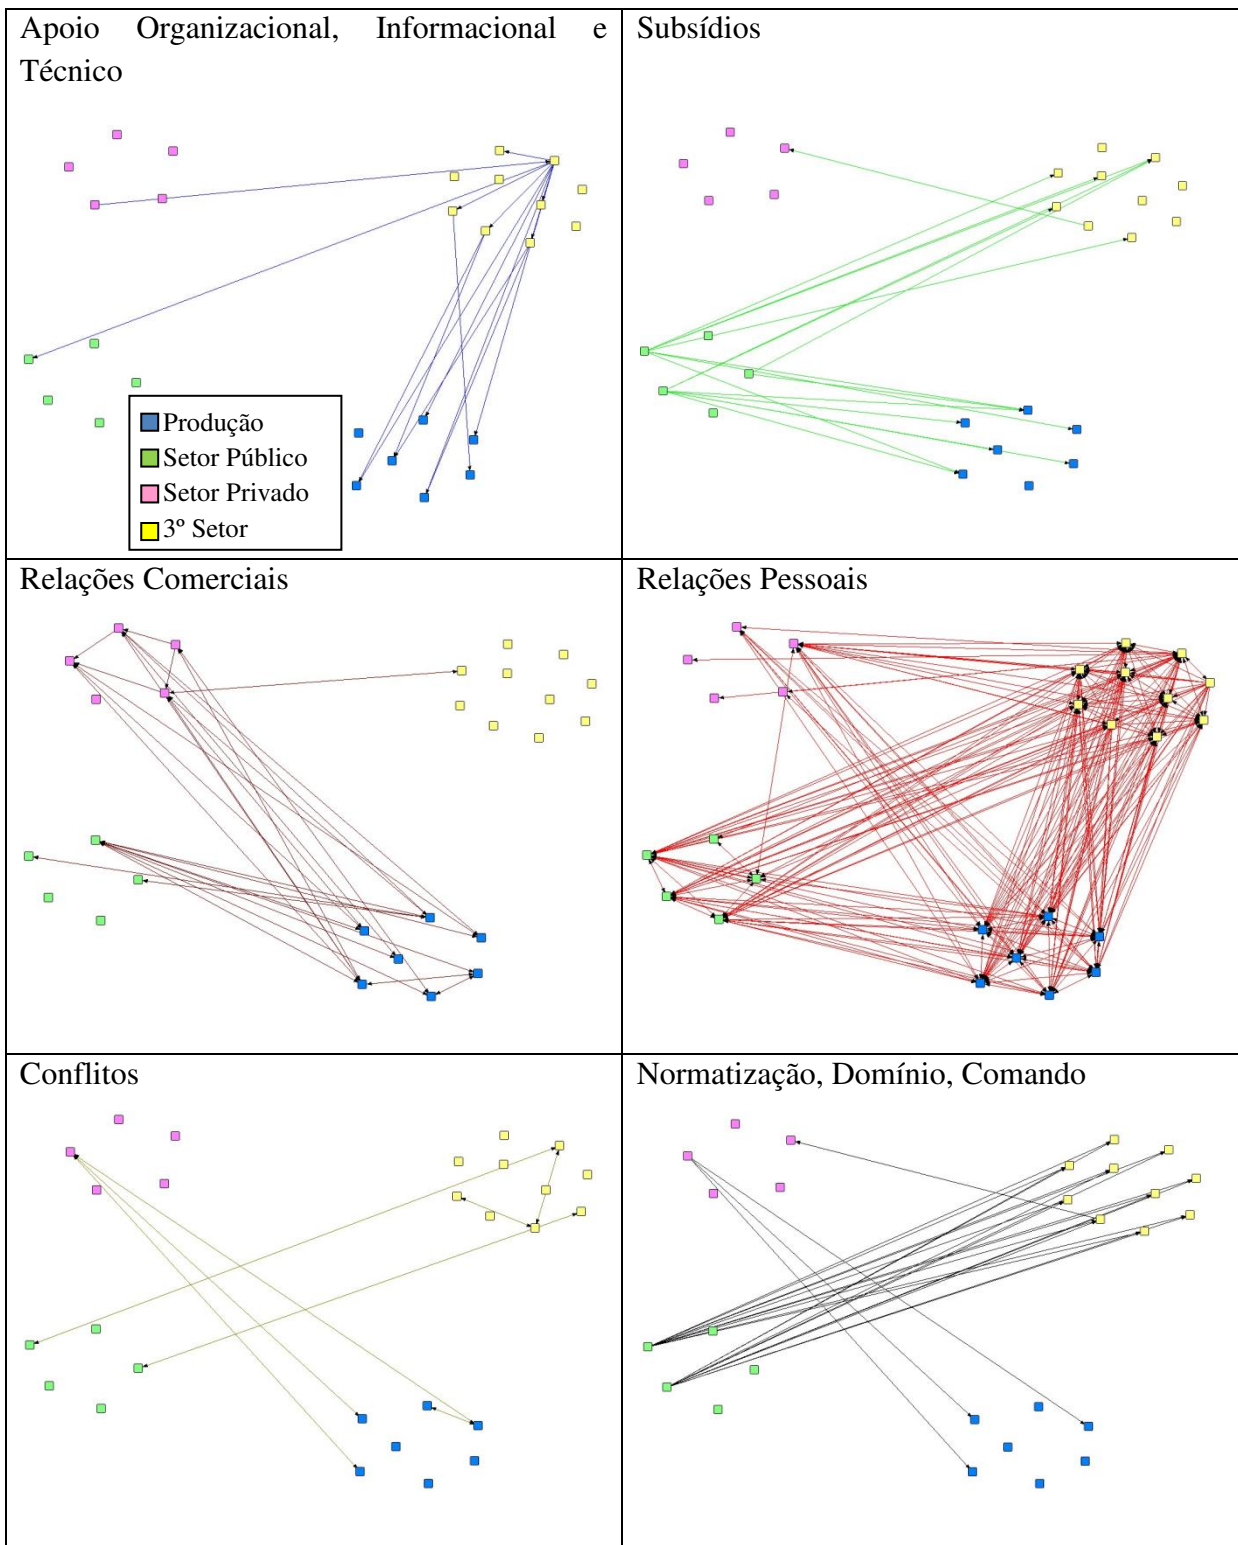 Apoio Organizacional, Informacional e
Técnico
Subsídios
Produção
Setor Público
Setor Privado
3º Setor
Relações Comerciais
Relações Pessoais
Conflitos
Normatização, Domínio, Comando